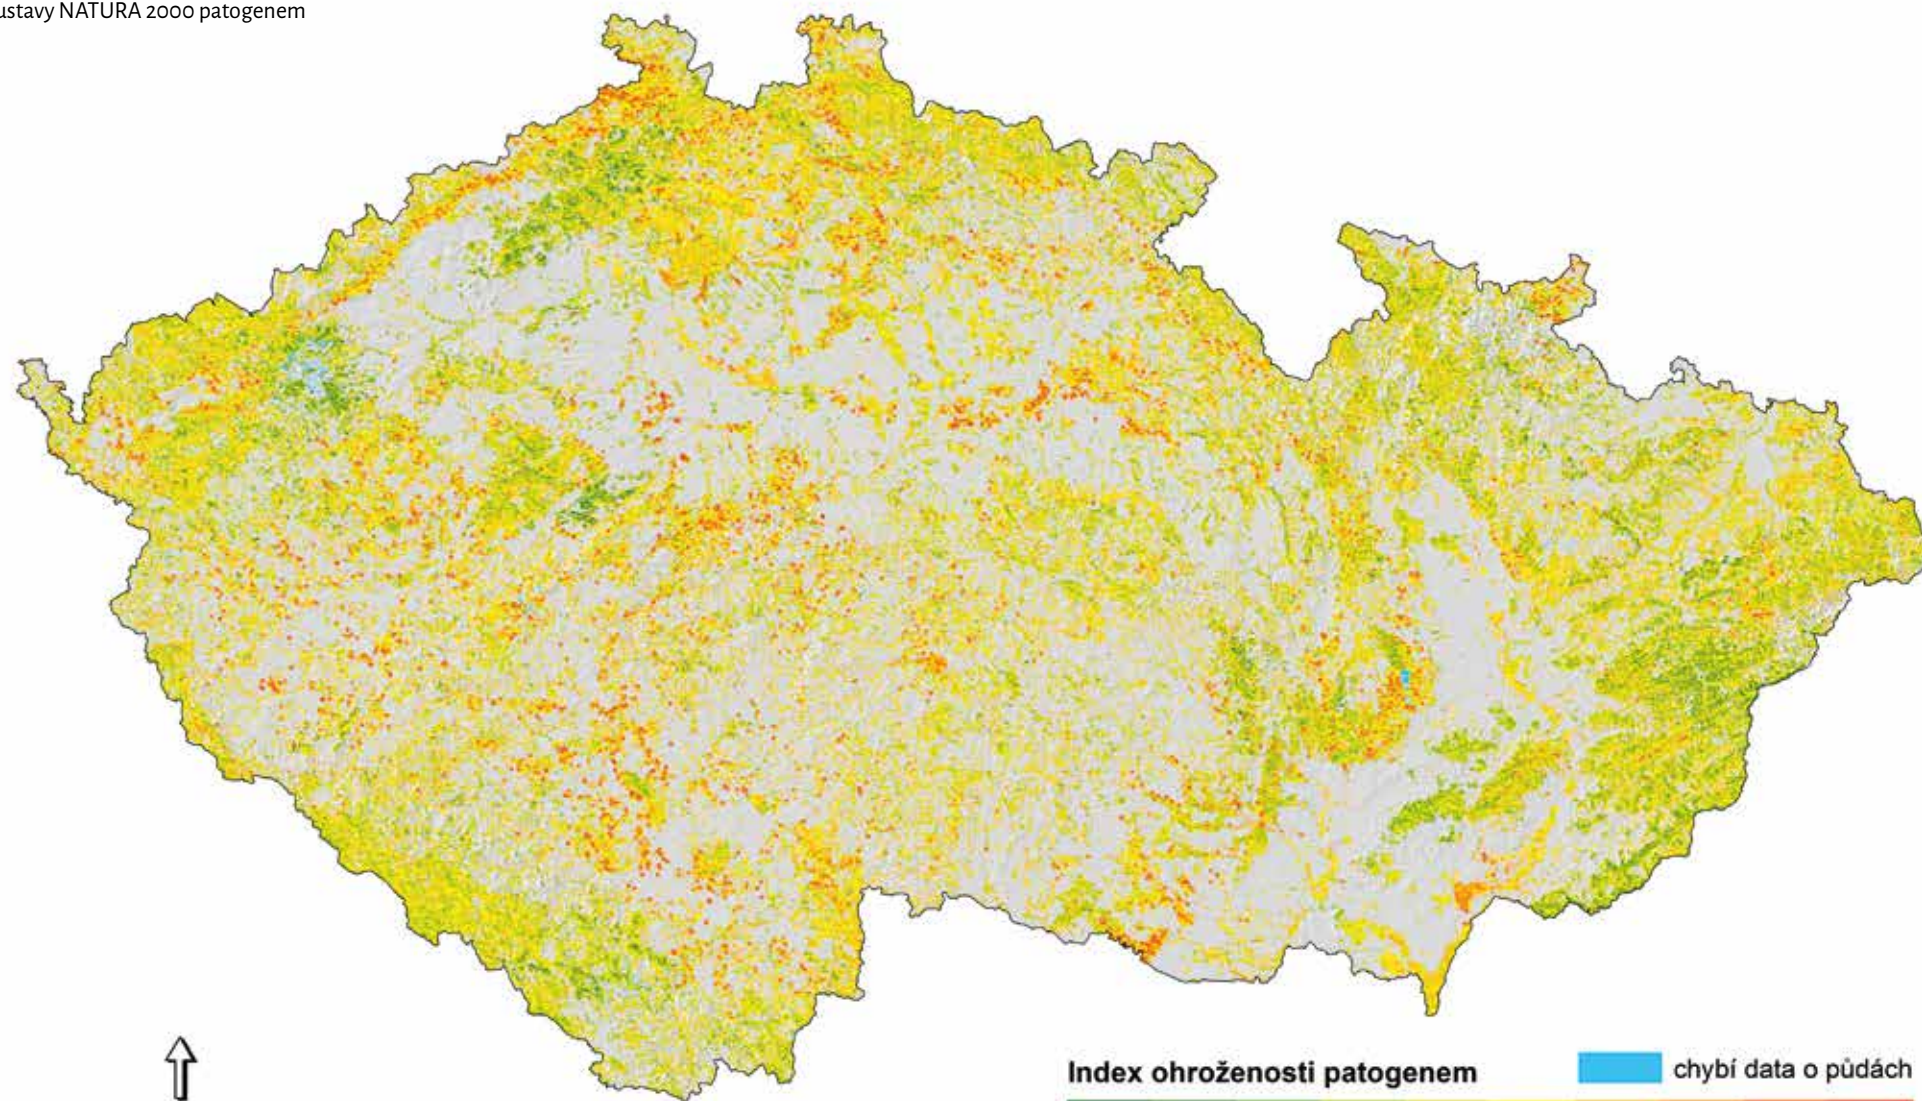 ustavy NATURA 2000 patogenem
Index ohroženosti patogenem
chybí data o půdách